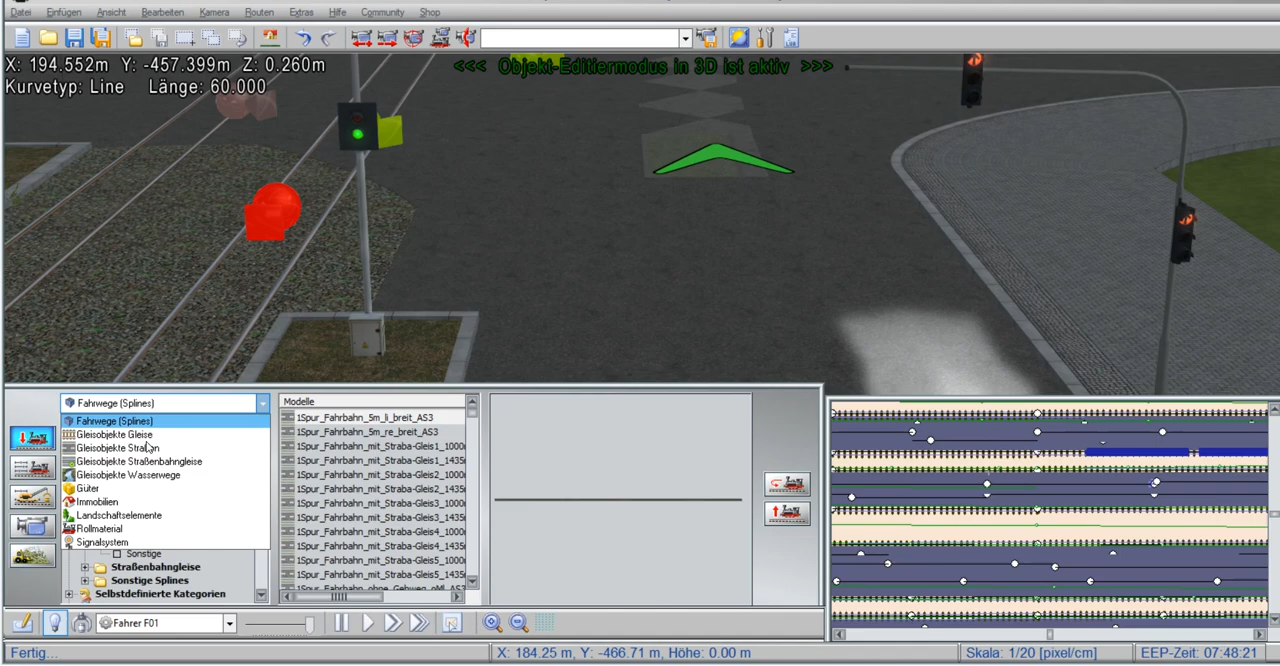 Datei Einfügen Ansicht Bearbeiten Kamera Routen Extras Hilfe Community Shop
X: 194.552m Y: -457.399m Z: 0.260m
<<< Objekt-Editiermodus in 3D ist aktiv >>>
Kurvetyp: Line Länge: 60.000
Fahrwege (Splines)
Fahrwege (Splines)
Gleisobjekte Gleise
Gleisobjekte Straßen
Gleisobjekte Straßenbahngleise
Gleisobjekte Wasserwege
Güter
Immobilien
Landschaftselemente
Rollmaterial
Signalsystem
Sonstige
Straßenbahngleise
Sonstige Splines
Selbstdefinierte Kategorien
Modelle
1Spur_Fahrbahn_5m_li_breit_AS3
1Spur_Fahrbahn_5m_re_breit_AS3
1Spur_Fahrbahn_mit_Straba-Gleis1_1000
1Spur_Fahrbahn_mit_Straba-Gleis1_1435
1Spur_Fahrbahn_mit_Straba-Gleis2_1000
1Spur_Fahrbahn_mit_Straba-Gleis2_1435
1Spur_Fahrbahn_mit_Straba-Gleis3_1000
1Spur_Fahrbahn_mit_Straba-Gleis3_1435
1Spur_Fahrbahn_mit_Straba-Gleis4_1000
1Spur_Fahrbahn_mit_Straba-Gleis4_1435
1Spur_Fahrbahn_mit_Straba-Gleis5_1000
1Spur_Fahrbahn_mit_Straba-Gleis5_1435
1Spur_Fahrbahn_ohne_Gehweg_oMl_AS3
Fahrer F01
Fertig...
X: 184.25 m, Y: -466.71 m, Höhe: 0.00 m
Skala: 1/20 [pixel/cm]
EEP-Zeit: 07:48:21